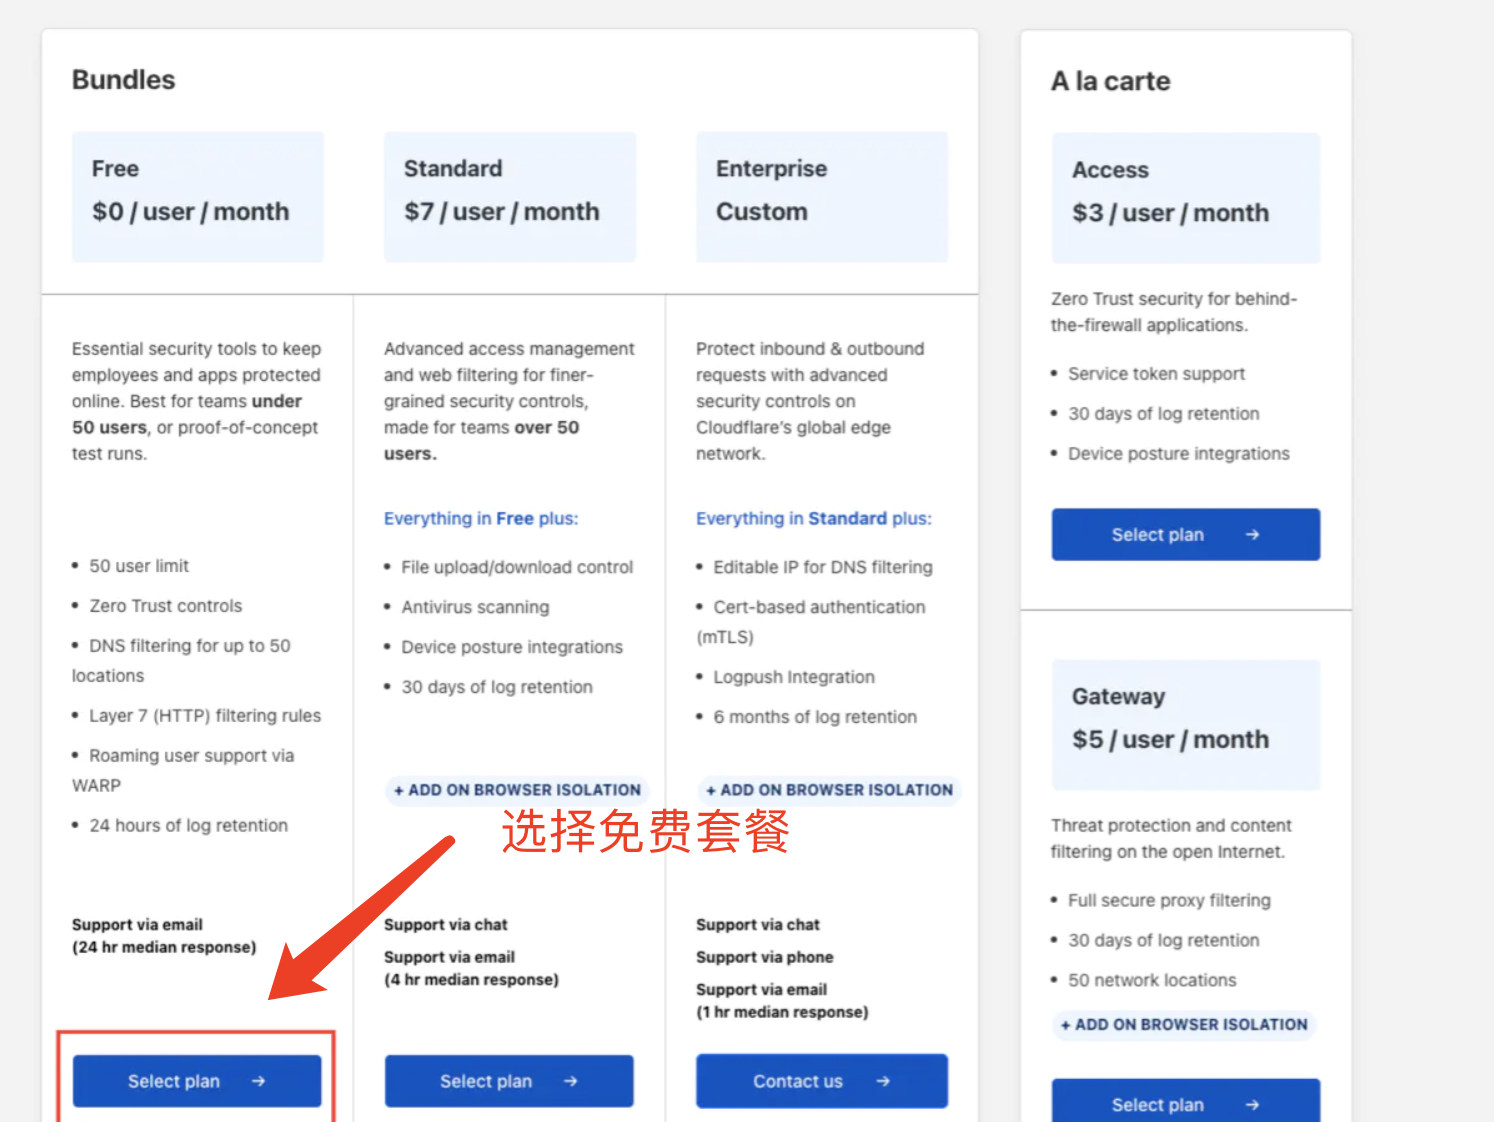 Bundles
Free
$0 / user / month
Standard
$7 / user / month
Enterprise
Custom
Essential security tools to keep
employees and apps protected
online. Best for teams under
50 users, or proof-of-concept
test runs.
• 50 user limit
• Zero Trust controls
• DNS filtering for up to 50
locations
• Layer 7 (HTTP) filtering rules
• Roaming user support via
WARP
• 24 hours of log retention
Support via email
(24 hr median response)
Select plan →
Advanced access management
and web filtering for finer-
grained security controls,
made for teams over 50
users.
Everything in Free plus:
• File upload/download control
• Antivirus scanning
• Device posture integrations
• 30 days of log retention
+ ADD ON BROWSER ISOLATION
选择免费套餐
Support via chat
Support via email
(4 hr median response)
Select plan →
Protect inbound & outbound
requests with advanced
security controls on
Cloudflare's global edge
network.
Everything in Standard plus:
• Editable IP for DNS filtering
• Cert-based authentication
(mTLS)
• Logpush Integration
• 6 months of log retention
+ ADD ON BROWSER ISOLATION
Support via chat
Support via phone
Support via email
(1 hr median response)
Contact us →
A la carte
Access
$3 / user / month
Zero Trust security for behind-
the-firewall applications.
• Service token support
• 30 days of log retention
• Device posture integrations
Select plan →
Gateway
$5 / user / month
Threat protection and content
filtering on the open Internet.
• Full secure proxy filtering
• 30 days of log retention
• 50 network locations
+ ADD ON BROWSER ISOLATION
Select plan →